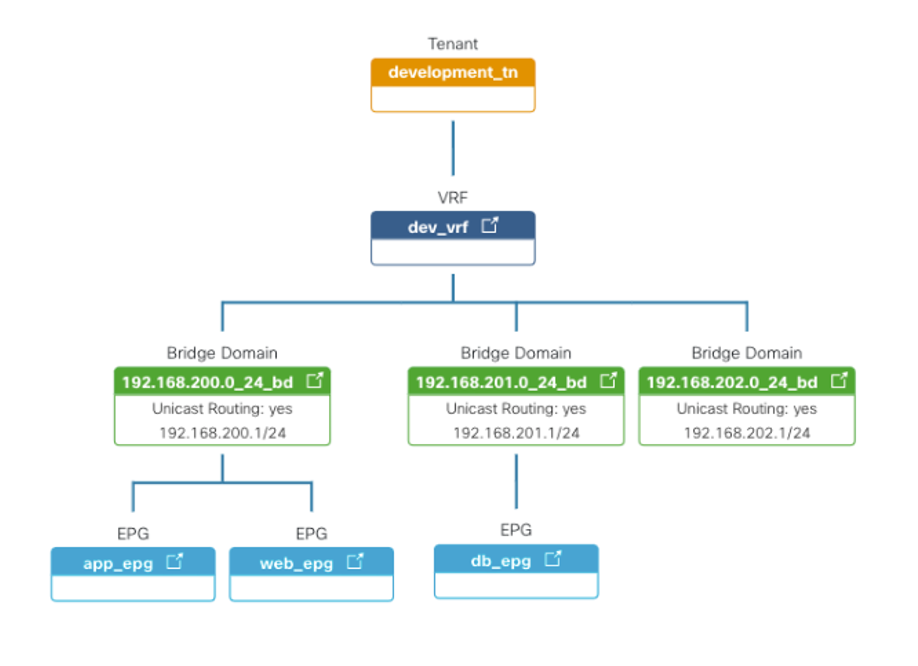 Tenant
development_tn
VRF
dev_vrf
Bridge Domain
192.168.200.0_24_bd
Unicast Routing: yes
192.168.200.1/24
Bridge Domain
192.168.201.0_24_bd
Unicast Routing: yes
192.168.201.1/24
Bridge Domain
192.168.202.0_24_bd
Unicast Routing: yes
192.168.202.1/24
EPG
app_epg
EPG
web_epg
EPG
db_epg